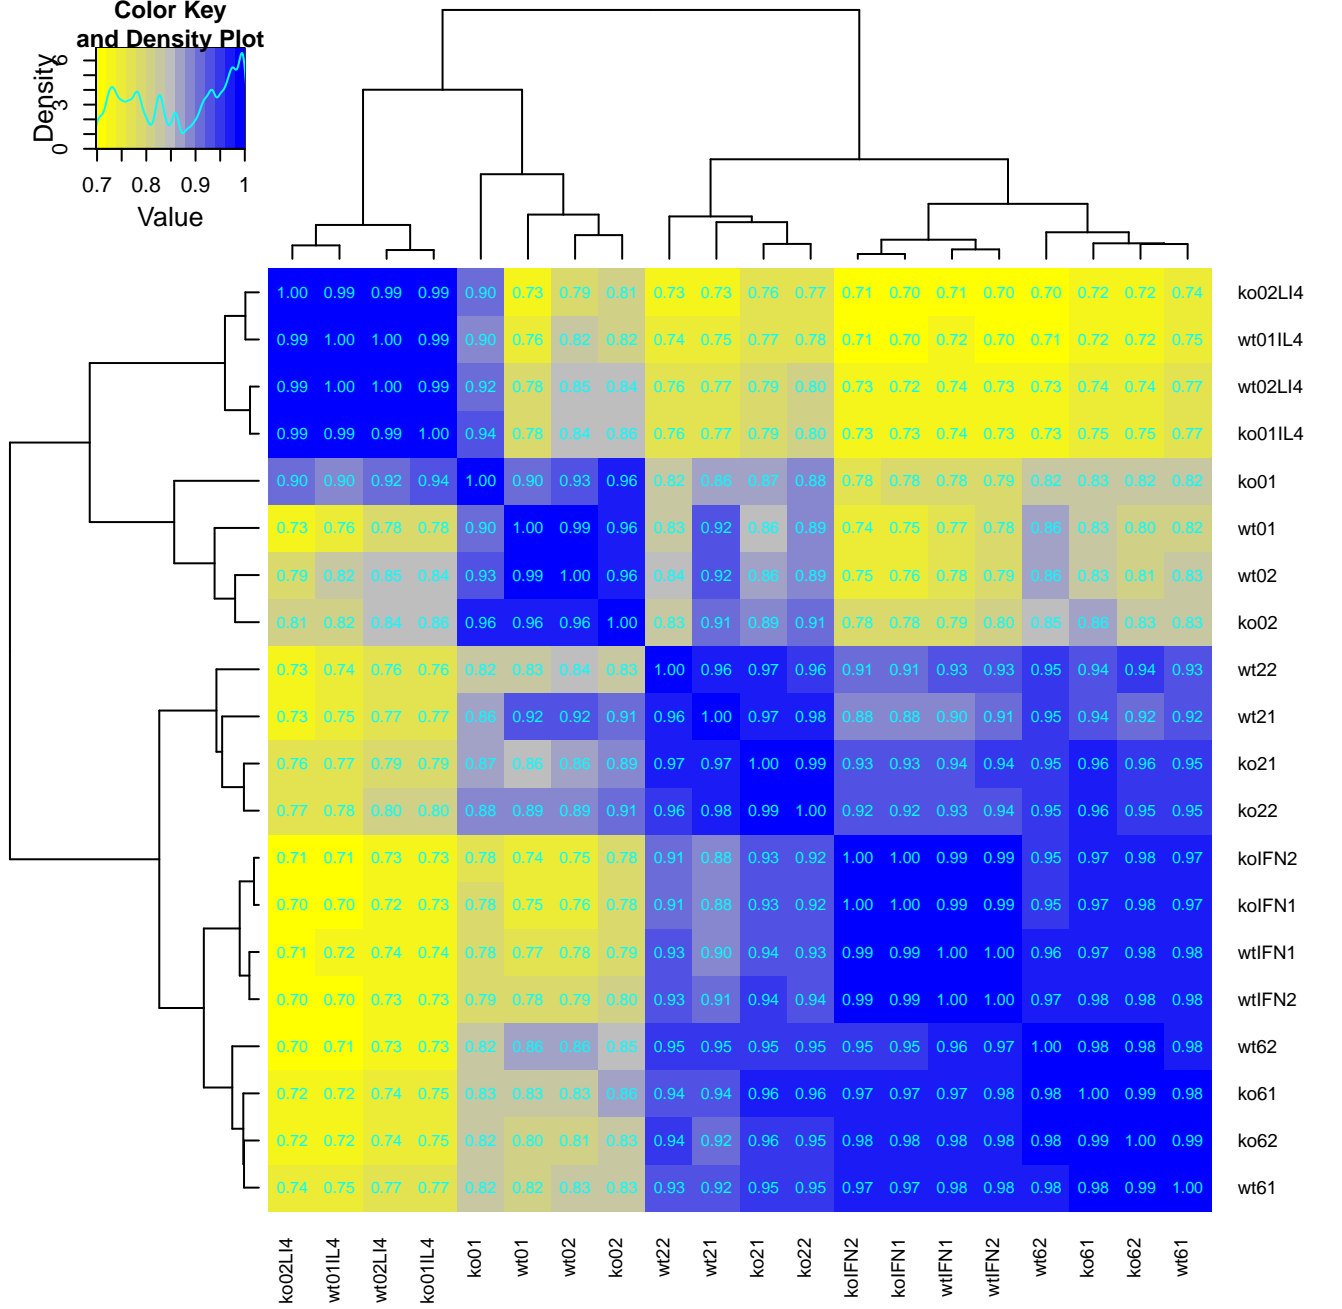 Color Key
and Density Plot
Density
0 3 6
0.7 0.8 0.9 1
Value
1.00 0.99 0.99 0.99 0.90 0.73 0.79 0.81 0.73 0.73 0.76 0.77 0.71 0.70 0.71 0.70 0.70 0.72 0.72 0.74 ko02LI4
0.99 1.00 1.00 0.99 0.90 0.76 0.82 0.82 0.74 0.75 0.77 0.78 0.71 0.70 0.72 0.70 0.71 0.72 0.72 0.75 wt01IL4
0.99 1.00 1.00 0.99 0.92 0.78 0.85 0.84 0.76 0.77 0.79 0.80 0.73 0.72 0.74 0.73 0.73 0.74 0.74 0.77 wt02LI4
0.99 0.99 0.99 1.00 0.94 0.78 0.84 0.86 0.76 0.77 0.79 0.80 0.73 0.73 0.74 0.73 0.73 0.75 0.75 0.77 ko01IL4
0.90 0.90 0.92 0.94 1.00 0.90 0.93 0.96 0.82 0.86 0.87 0.88 0.78 0.78 0.78 0.79 0.82 0.83 0.82 0.82 ko01
0.73 0.76 0.78 0.78 0.90 1.00 0.99 0.96 0.83 0.92 0.86 0.89 0.74 0.75 0.77 0.78 0.86 0.83 0.80 0.82 wt01
0.79 0.82 0.85 0.84 0.93 0.99 1.00 0.96 0.84 0.92 0.86 0.89 0.75 0.76 0.78 0.79 0.86 0.83 0.81 0.83 wt02
0.81 0.82 0.84 0.86 0.96 0.96 0.96 1.00 0.83 0.91 0.89 0.91 0.78 0.78 0.79 0.80 0.85 0.86 0.83 0.83 ko02
0.73 0.74 0.76 0.76 0.82 0.83 0.84 0.83 1.00 0.96 0.97 0.96 0.91 0.91 0.93 0.93 0.95 0.94 0.94 0.93 wt22
0.73 0.75 0.77 0.77 0.86 0.92 0.92 0.91 0.96 1.00 0.97 0.98 0.88 0.88 0.90 0.91 0.95 0.94 0.92 0.92 wt21
0.76 0.77 0.79 0.79 0.87 0.86 0.86 0.89 0.97 0.97 1.00 0.99 0.93 0.93 0.94 0.94 0.95 0.96 0.96 0.95 ko21
0.77 0.78 0.80 0.80 0.88 0.89 0.89 0.91 0.96 0.98 0.99 1.00 0.92 0.92 0.93 0.94 0.95 0.96 0.95 0.95 ko22
0.71 0.71 0.73 0.73 0.78 0.74 0.75 0.78 0.91 0.88 0.93 0.92 1.00 1.00 0.99 0.99 0.95 0.97 0.98 0.97 koIFN2
0.70 0.70 0.72 0.73 0.78 0.75 0.76 0.78 0.91 0.88 0.93 0.92 1.00 1.00 0.99 0.99 0.95 0.97 0.98 0.97 koIFN1
0.71 0.72 0.74 0.74 0.78 0.77 0.78 0.79 0.93 0.90 0.94 0.93 0.99 0.99 1.00 1.00 0.96 0.97 0.98 0.98 wtIFN1
0.70 0.70 0.73 0.73 0.79 0.78 0.79 0.80 0.93 0.91 0.94 0.94 0.99 0.99 1.00 1.00 0.97 0.98 0.98 0.98 wtIFN2
0.70 0.71 0.73 0.73 0.82 0.86 0.86 0.85 0.95 0.95 0.95 0.95 0.95 0.95 0.96 0.97 1.00 0.98 0.98 0.98 wt62
0.72 0.72 0.74 0.75 0.83 0.83 0.83 0.86 0.94 0.94 0.96 0.96 0.97 0.97 0.97 0.98 0.98 1.00 0.99 0.98 ko61
0.72 0.72 0.74 0.75 0.82 0.80 0.81 0.83 0.94 0.92 0.96 0.95 0.98 0.98 0.98 0.98 0.98 0.99 1.00 0.99 ko62
0.74 0.75 0.77 0.77 0.82 0.82 0.83 0.83 0.93 0.92 0.95 0.95 0.97 0.97 0.98 0.98 0.98 0.98 0.99 1.00 wt61
ko02LI4 wt01IL4 wt02LI4 ko01IL4 ko01 wt01 wt02 ko02 wt22 wt21 ko21 ko22 koIFN2 koIFN1 wtIFN1 wtIFN2 wt62 ko61 ko62 wt61